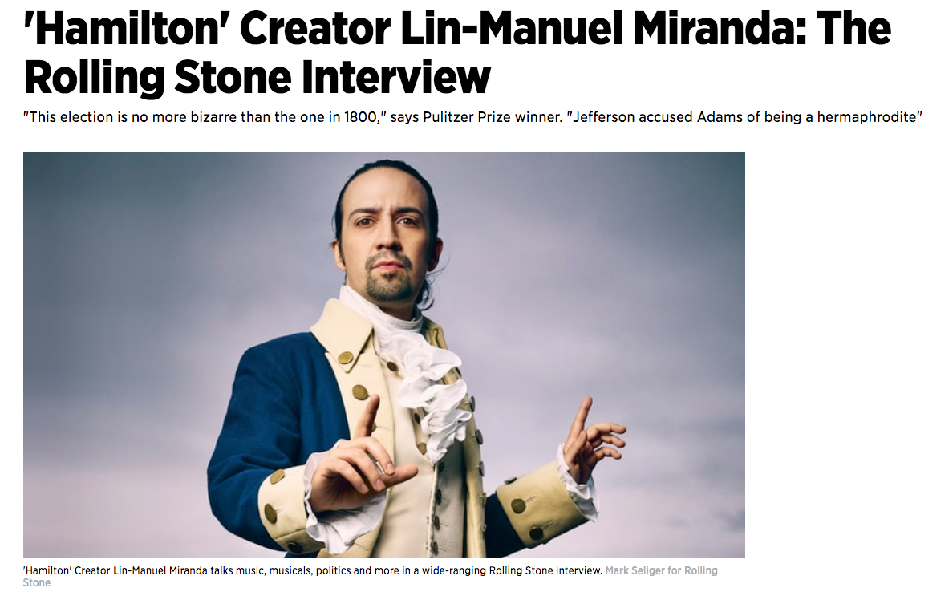 'Hamilton' Creator Lin-Manuel Miranda: The
Rolling Stone Interview
"This election is no more bizarre than the one in 1800," says Pulitzer Prize winner. "Jefferson accused Adams of being a hermaphrodite"
'Hamilton' Creator Lin-Manuel Miranda talks music, musicals, politics and more in a wide-ranging Rolling Stone interview. Mark Seliger for Rolling
Stone